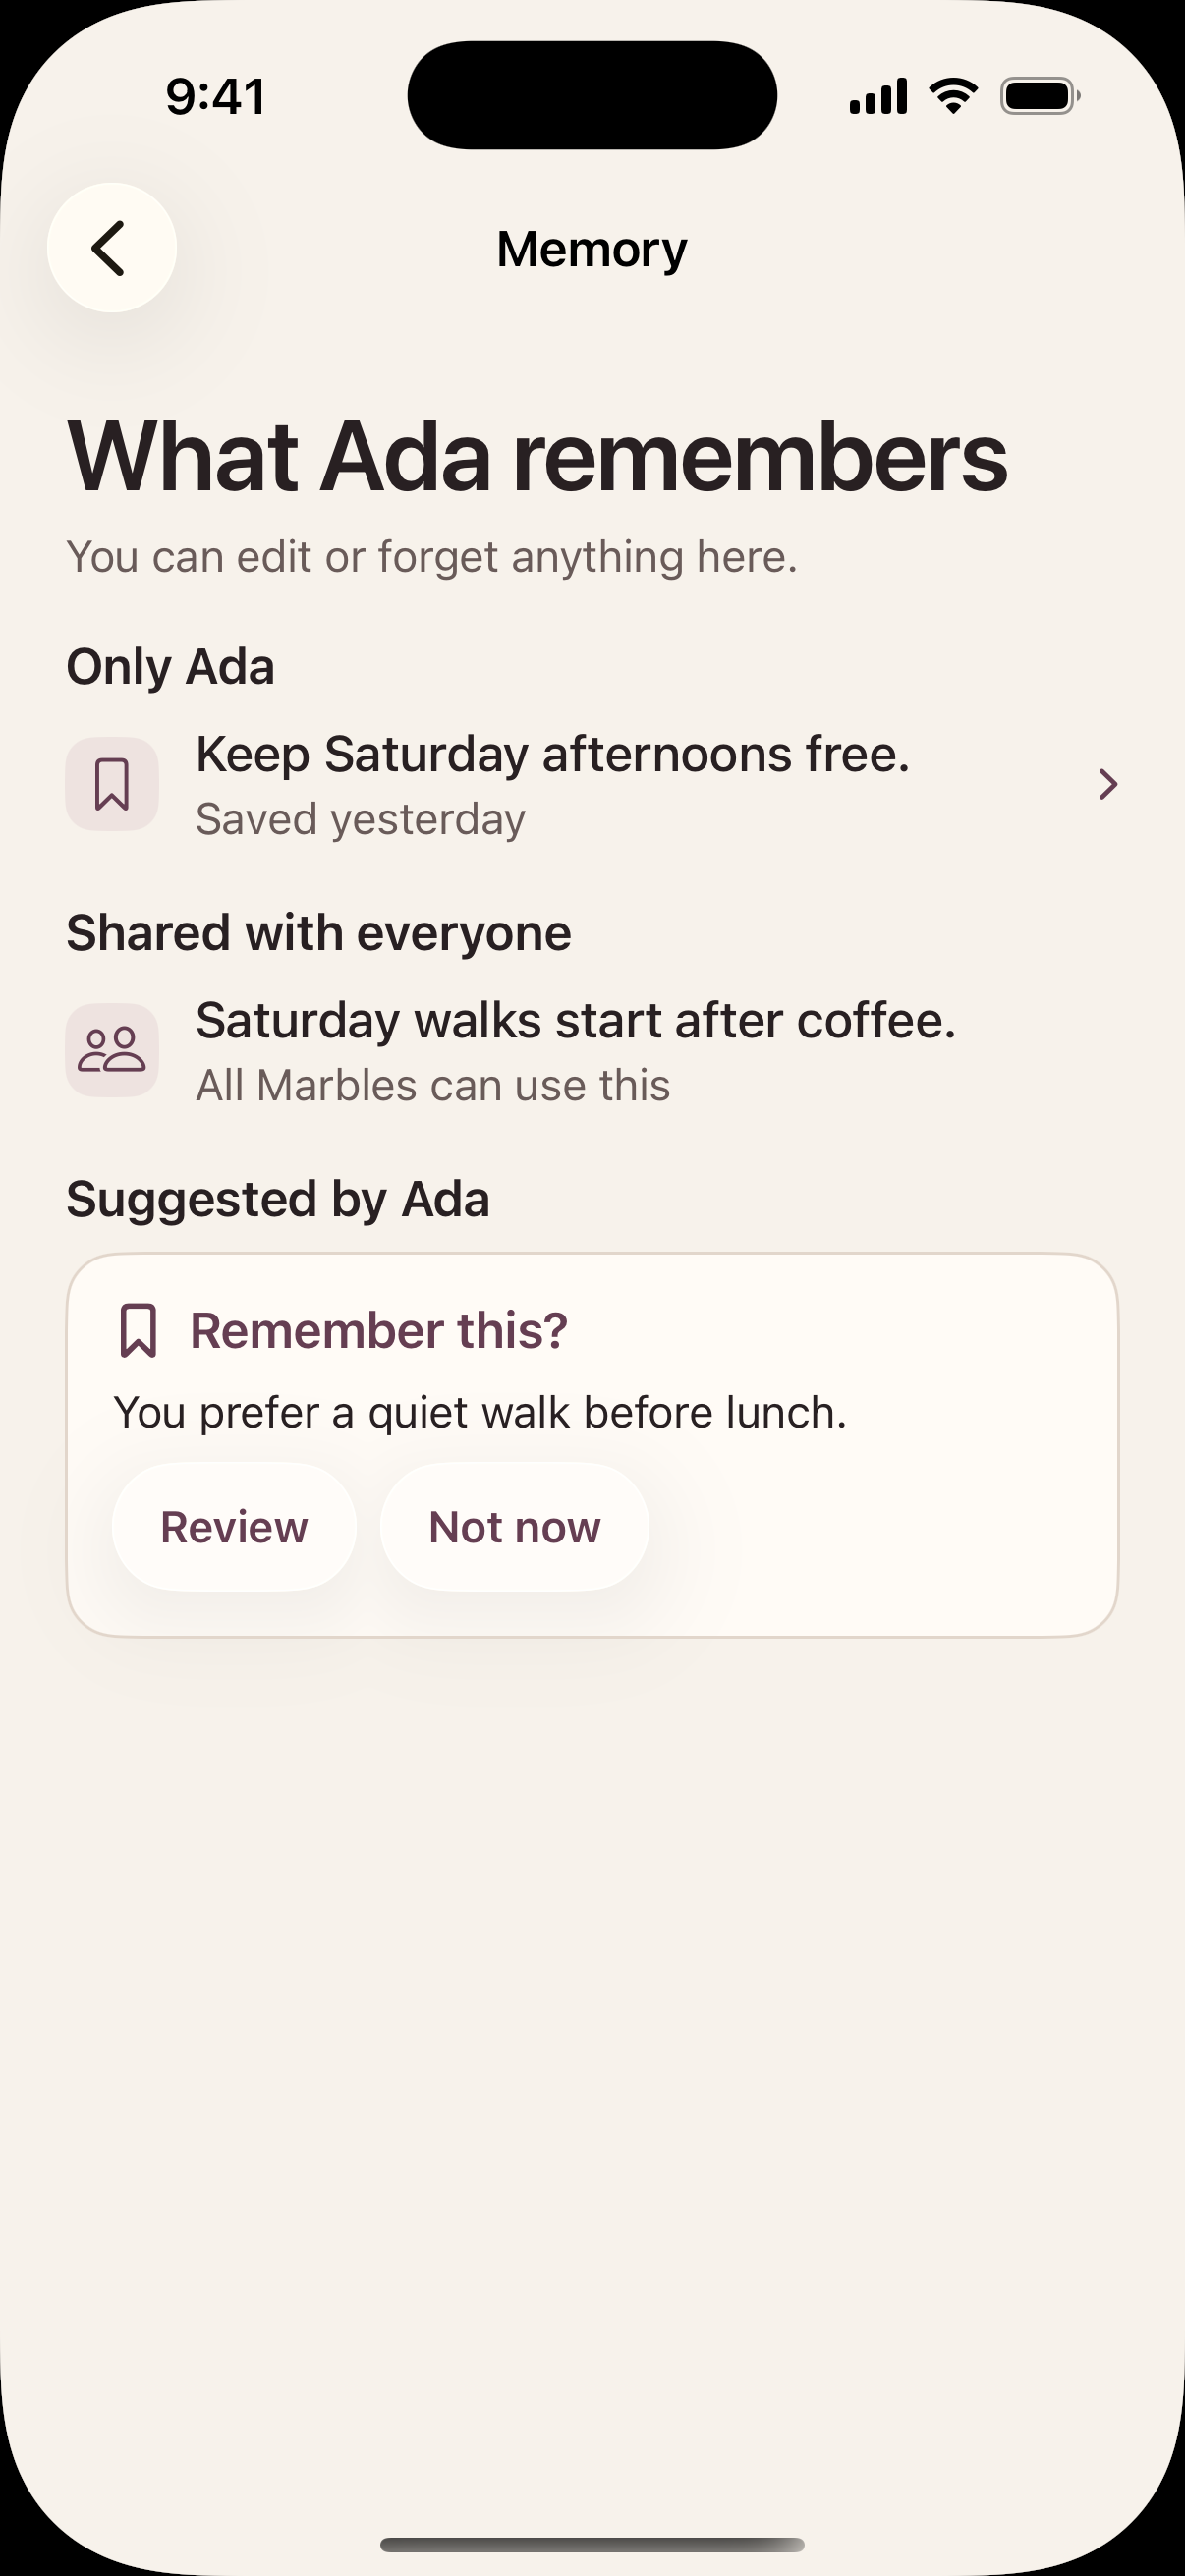 9:41
Memory
What Ada remembers
You can edit or forget anything here.
Only Ada
Keep Saturday afternoons free.
Saved yesterday
Shared with everyone
Saturday walks start after coffee.
All Marbles can use this
Suggested by Ada
Remember this?
You prefer a quiet walk before lunch.
Review
Not now